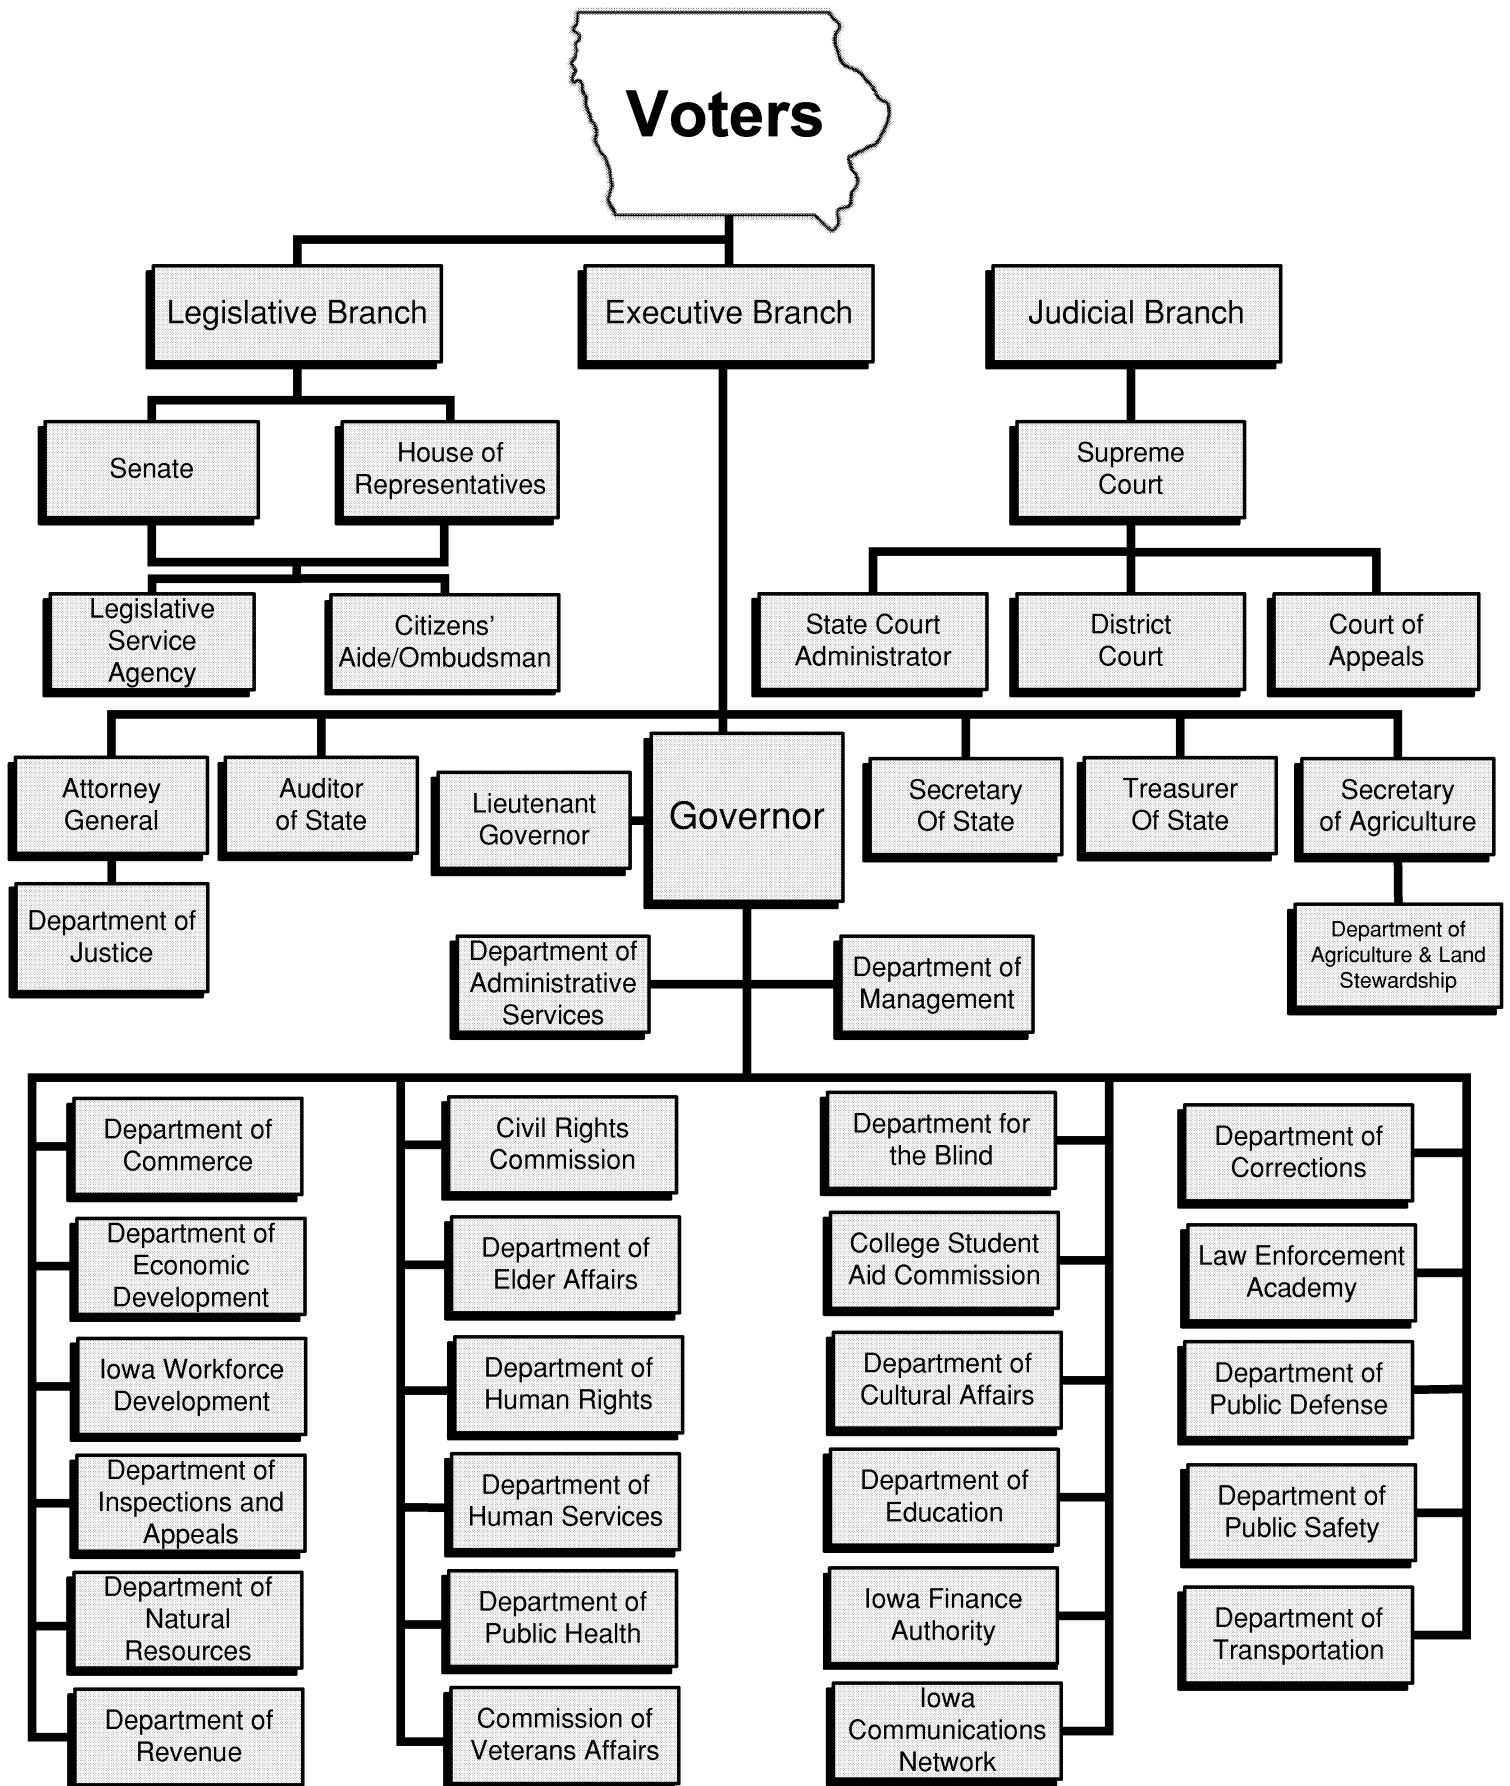 Voters
Legislative Branch
Executive Branch
Judicial Branch
Senate
House of
Representatives
Supreme
Court
Legislative
Service
Agency
Citizens’
Aide/Ombudsman
State Court
Administrator
District
Court
Court of
Appeals
Attorney
General
Auditor
of State
Lieutenant
Governor
Governor
Secretary
Of State
Treasurer
Of State
Secretary
of Agriculture
Department of
Justice
Department of
Administrative
Services
Department of
Management
Department of
Agriculture & Land
Stewardship
Department of
Commerce
Department of
Economic
Development
Iowa Workforce
Development
Department of
Inspections and
Appeals
Department of
Natural
Resources
Department of
Revenue
Civil Rights
Commission
Department of
Elder Affairs
Department of
Human Rights
Department of
Human Services
Department of
Public Health
Commission of
Veterans Affairs
Department for
the Blind
College Student
Aid Commission
Department of
Cultural Affairs
Department of
Education
Iowa Finance
Authority
Iowa
Communications
Network
Department of
Corrections
Law Enforcement
Academy
Department of
Public Defense
Department of
Public Safety
Department of
Transportation